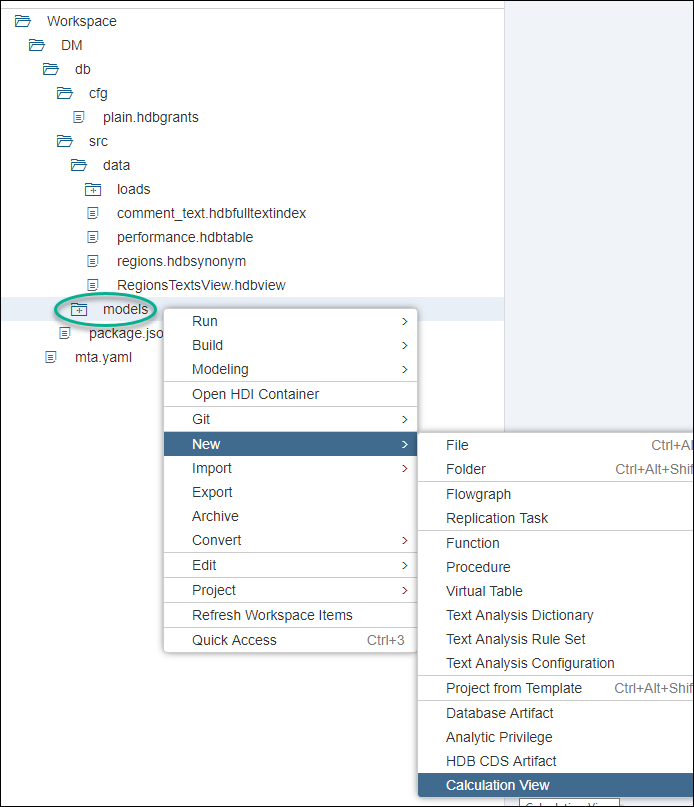 Workspace
DM
db
cfg
plain.hdbgrants
src
data
loads
comment_text.hdbfulltextindex
performance.hdbtable
regions.hdbsynonym
RegionsTextsView.hdbview
models
package.jso
mta.yaml
Run
Build
Modeling
Open HDI Container
Git
New
Import
Export
Archive
Convert
Edit
Project
Refresh Workspace Items
Quick Access Ctrl+3
File Ctrl+Al
Folder Ctrl+Alt+Shif
Flowgraph
Replication Task
Function
Procedure
Virtual Table
Text Analysis Dictionary
Text Analysis Rule Set
Text Analysis Configuration
Project from Template Ctrl+Alt+Shif
Database Artifact
Analytic Privilege
HDB CDS Artifact
Calculation View